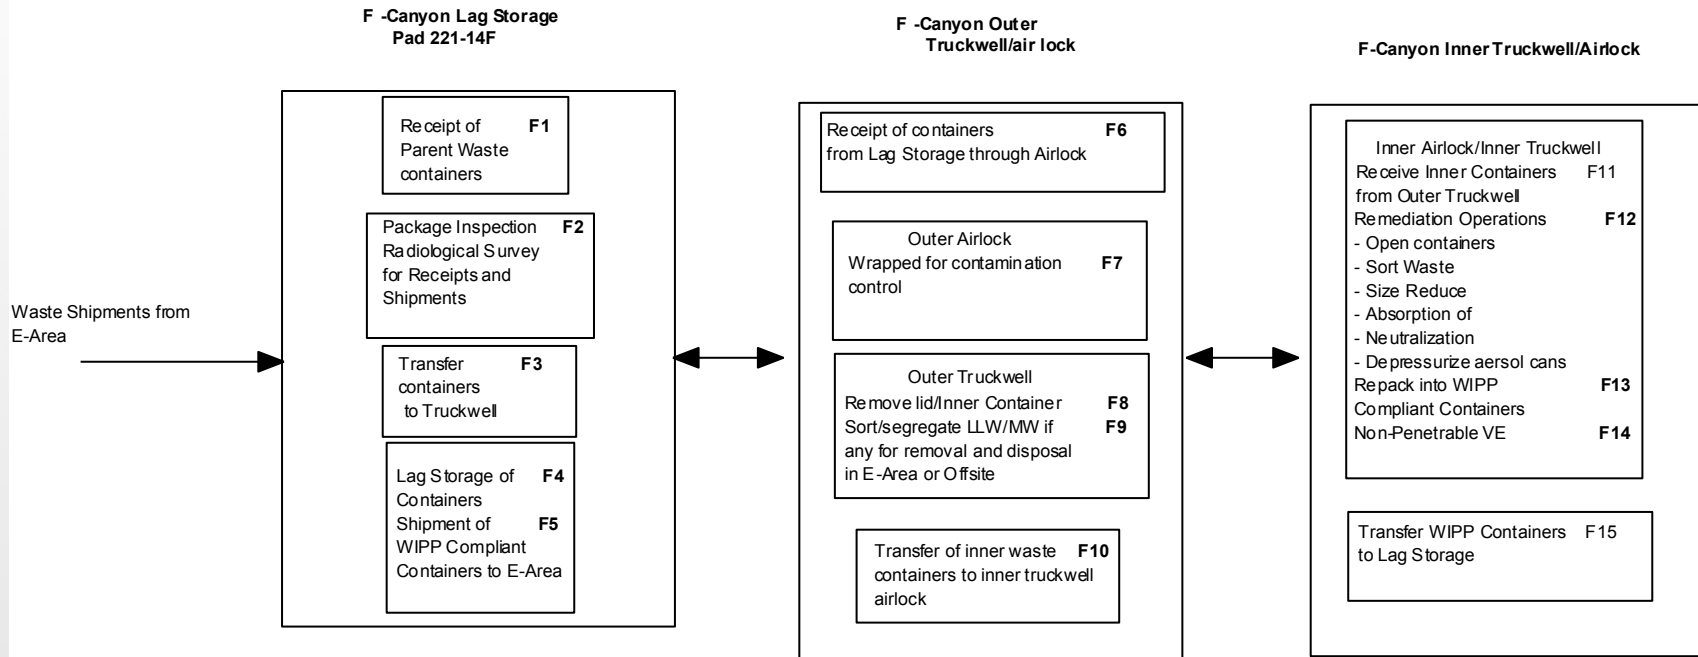 F -Canyon Lag Storage
Pad 221-14F
F -Canyon Outer
Truckwell/air lock
F-Canyon Inner Truckwell/Airlock
Waste Shipments from
E-Area
Receipt of F1
Parent Waste
containers
Package Inspection F2
Radiological Survey
for Receipts and
Shipments
Transfer F3
containers
to Truckwell
Lag Storage of F4
Containers
Shipment of F5
WIPP Compliant
Containers to E-Area
Receipt of containers F6
from Lag Storage through Airlock
Outer Airlock
Wrapped for contamination F7
control
Outer Truckwell
Remove lid/Inner Container F8
Sort/segregate LLW/MW if F9
any for removal and disposal
in E-Area or Offsite
Transfer of inner waste F10
containers to inner truckwell
airlock
Inner Airlock/Inner Truckwell
Receive Inner Containers F11
from Outer Truckwell
Remediation Operations F12
- Open containers
- Sort Waste
- Size Reduce
- Absorption of
- Neutralization
- Depressurize aersol cans
Repack into WIPP F13
Compliant Containers
Non-Penetrable VE F14
Transfer WIPP Containers F15
to Lag Storage